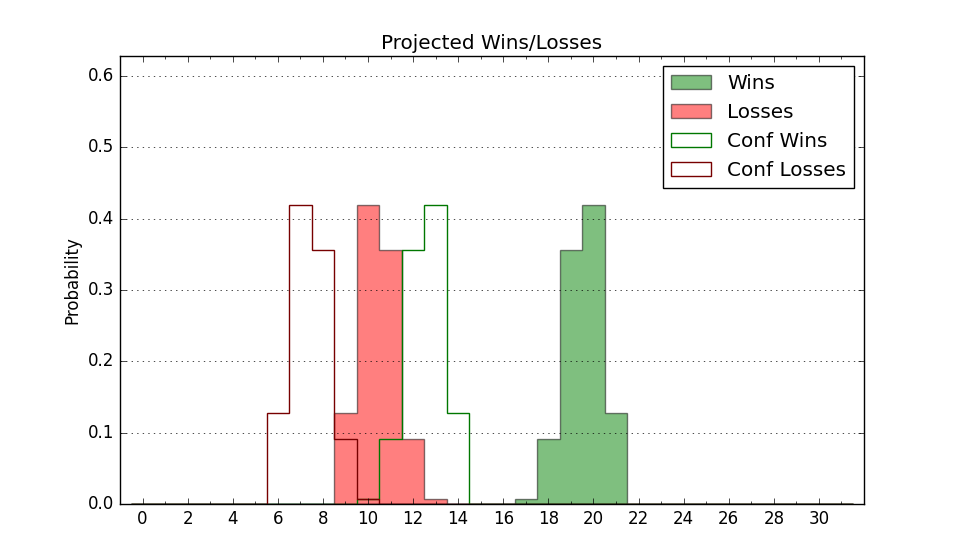 Projected Wins/Losses
0.6
0.5
0.4
0.3
0.2
0.1
0.0
Probability
Wins
Losses
Conf Wins
Conf Losses
0 2 4 6 8 10 12 14 16 18 20 22 24 26 28 30